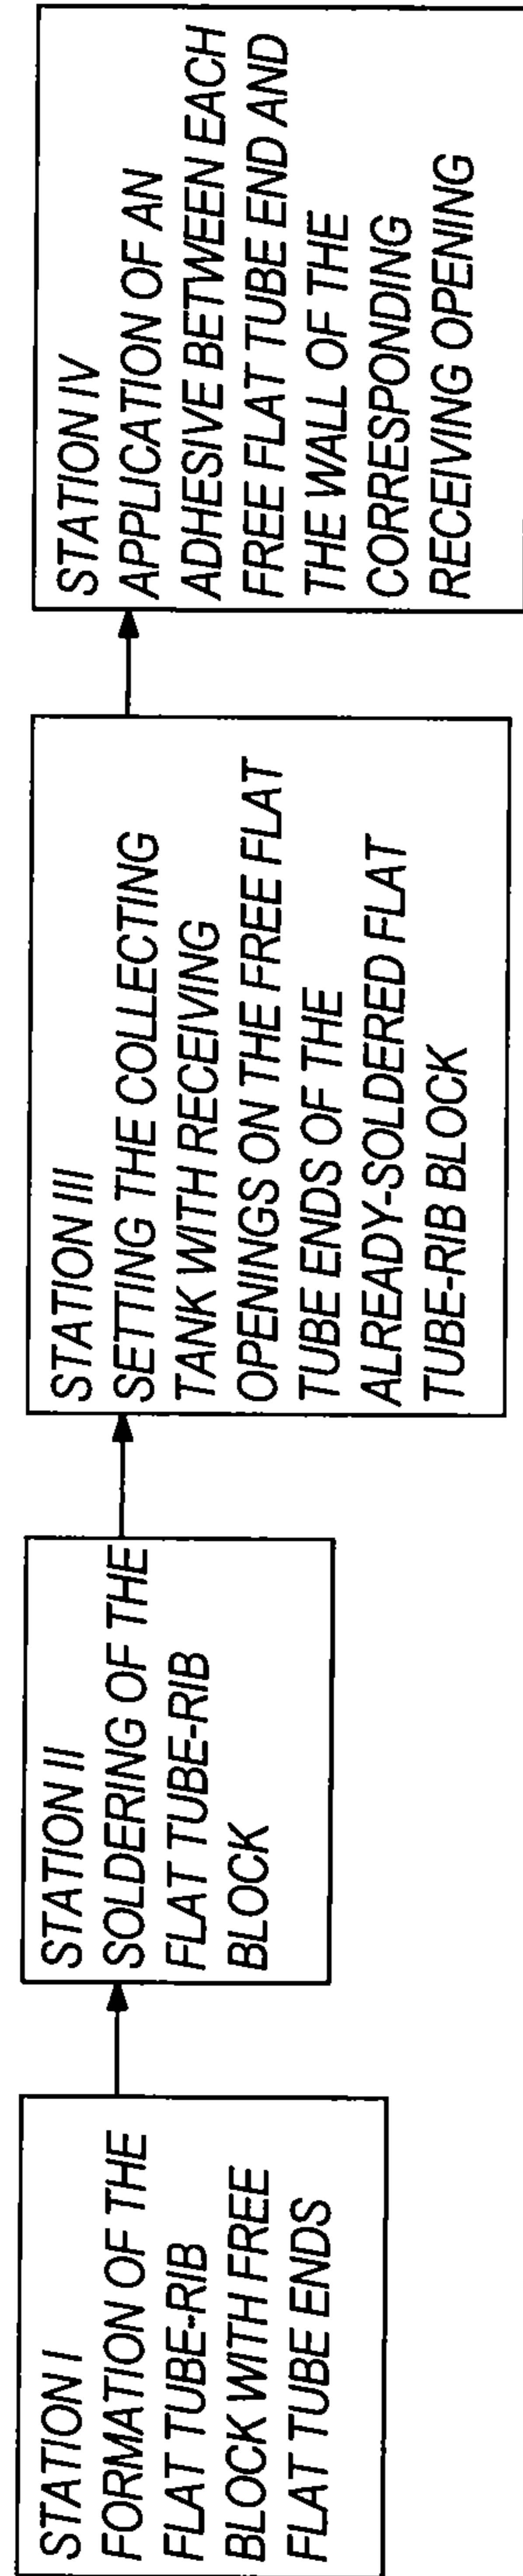 STATION I
FORMATION OF THE
FLAT TUBE-RIB
BLOCK WITH FREE
FLAT TUBE ENDS
STATION II
SOLDERING OF THE
FLAT TUBE-RIB
BLOCK
STATION III
SETTING THE COLLECTING
TANK WITH RECEIVING
OPENINGS ON THE FREE FLAT
TUBE ENDS OF THE
ALREADY-SOLDERED FLAT
TUBE-RIB BLOCK
STATION IV
APPLICATION OF AN
ADHESIVE BETWEEN EACH
FREE FLAT TUBE END AND
THE WALL OF THE
CORRESPONDING
RECEIVING OPENING